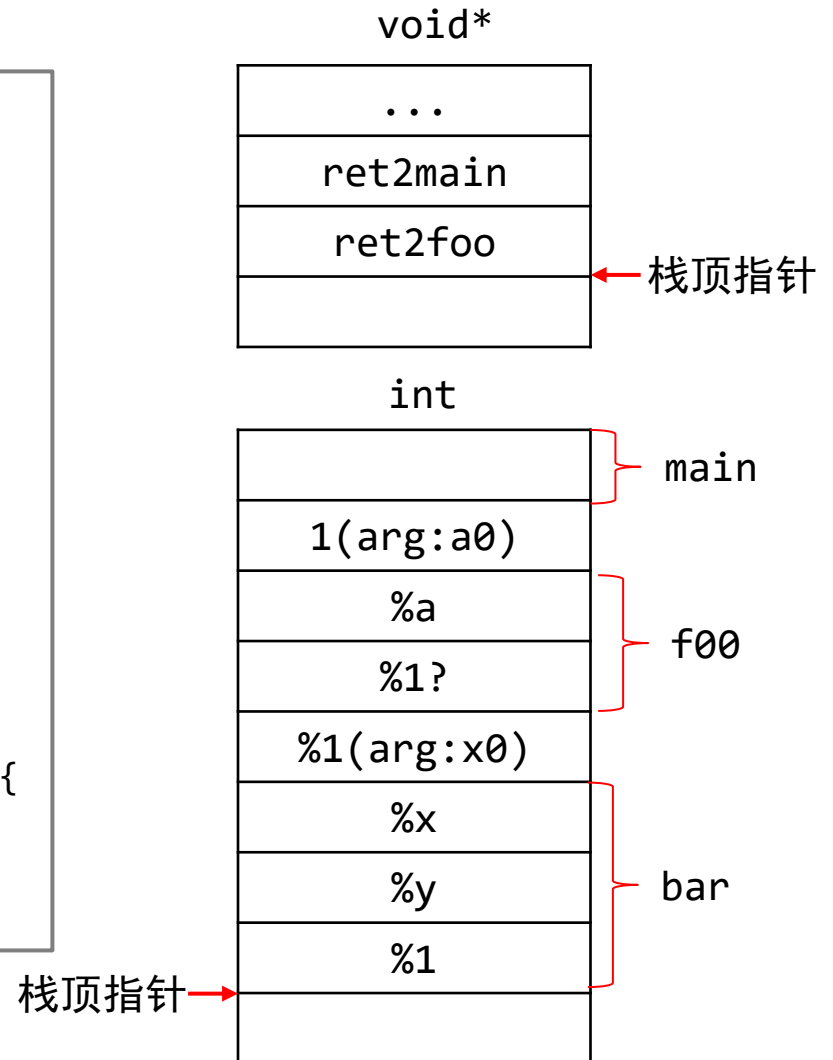 void*
...
ret2main
ret2foo
栈顶指针
int
main
1(arg:a0)
%a
f00
%1?
%1(arg:x0)
{
%x
%y
bar
%1
栈顶指针